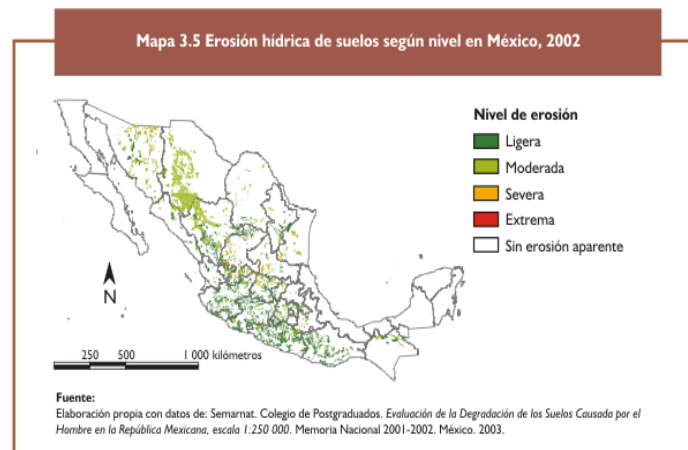 Mapa 3.5 Erosión hídrica de suelos según nivel en México, 2002
Nivel de erosión
Ligera
Moderada
Severa
Extrema
Sin erosión aparente
N
250 500 1 000 kilómetros
Fuente:
Elaboración propia con datos de: Semarnat. Colegio de Postgraduados. Evaluación de la Degradación de los Suelos Causada por el
Hombre en la República Mexicana, escala 1:250 000. Memoria Nacional 2001-2002. México. 2003.